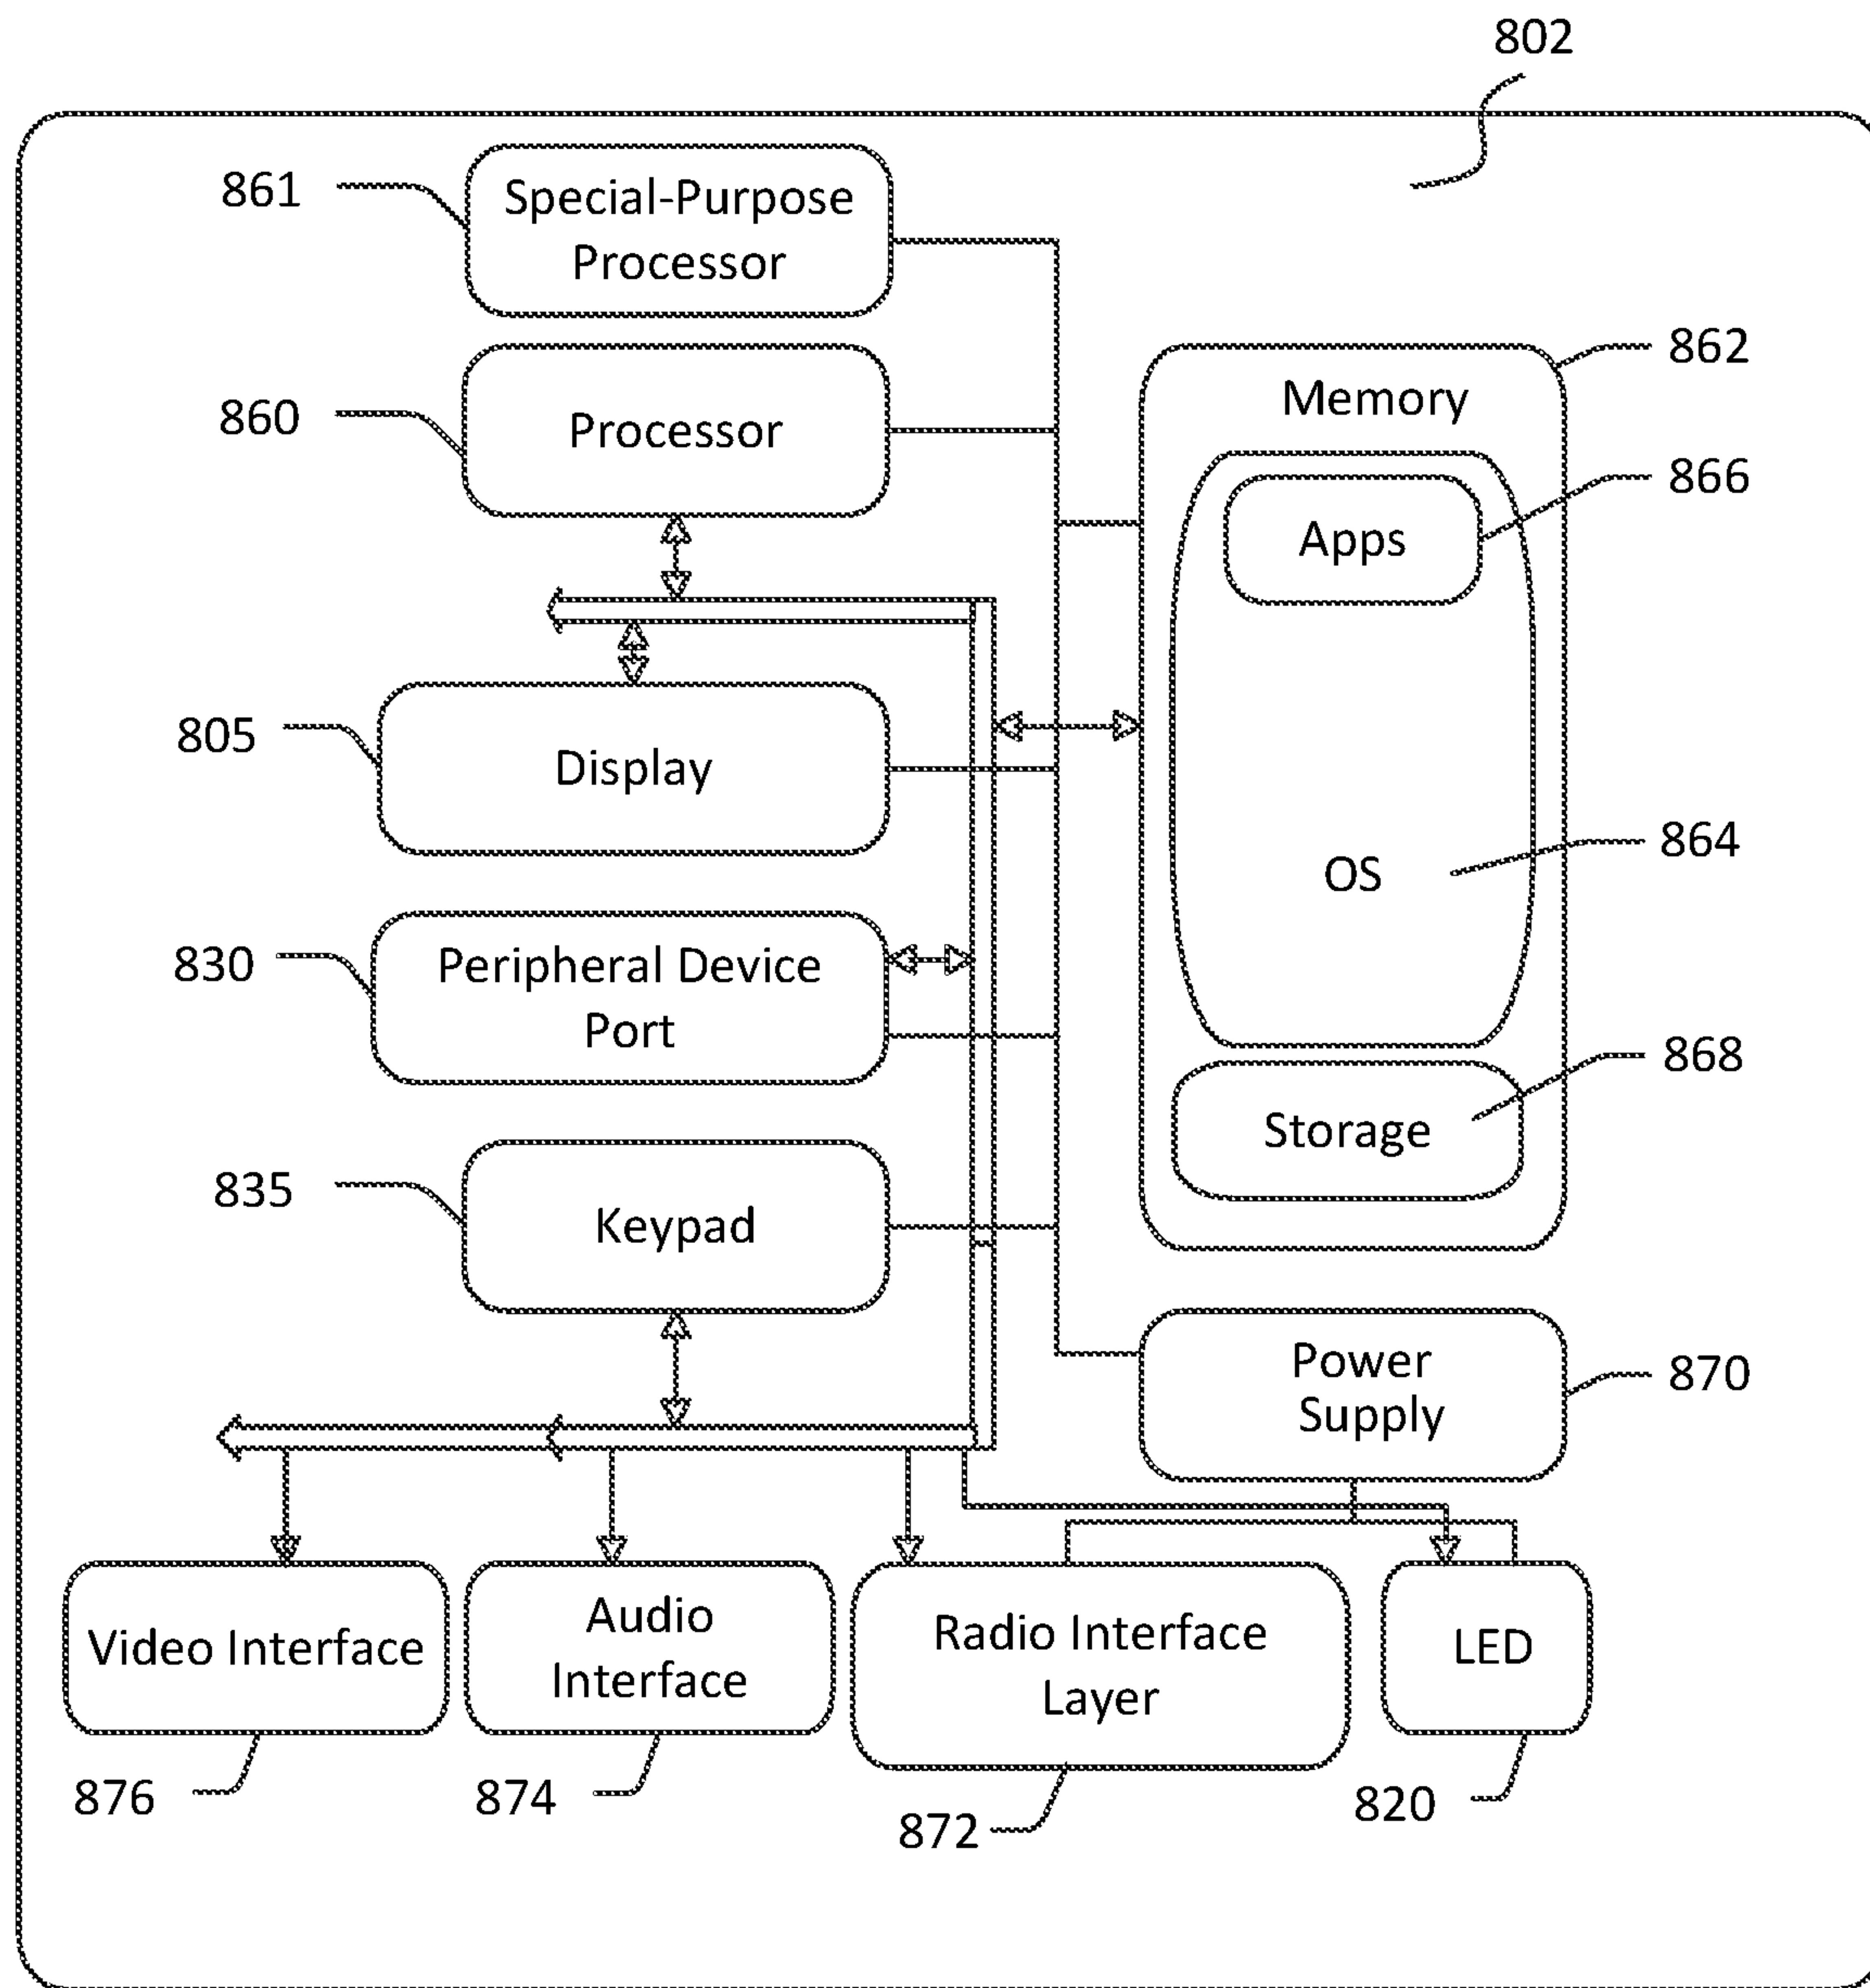 802
861
Special-Purpose
Processor
862
Memory
860
Processor
866
Apps
805
Display
864
OS
830
Peripheral Device
Port
868
Storage
835
Keypad
Power
Supply
870
Video Interface
Audio
Interface
Radio Interface
Layer
LED
876
874
872
820